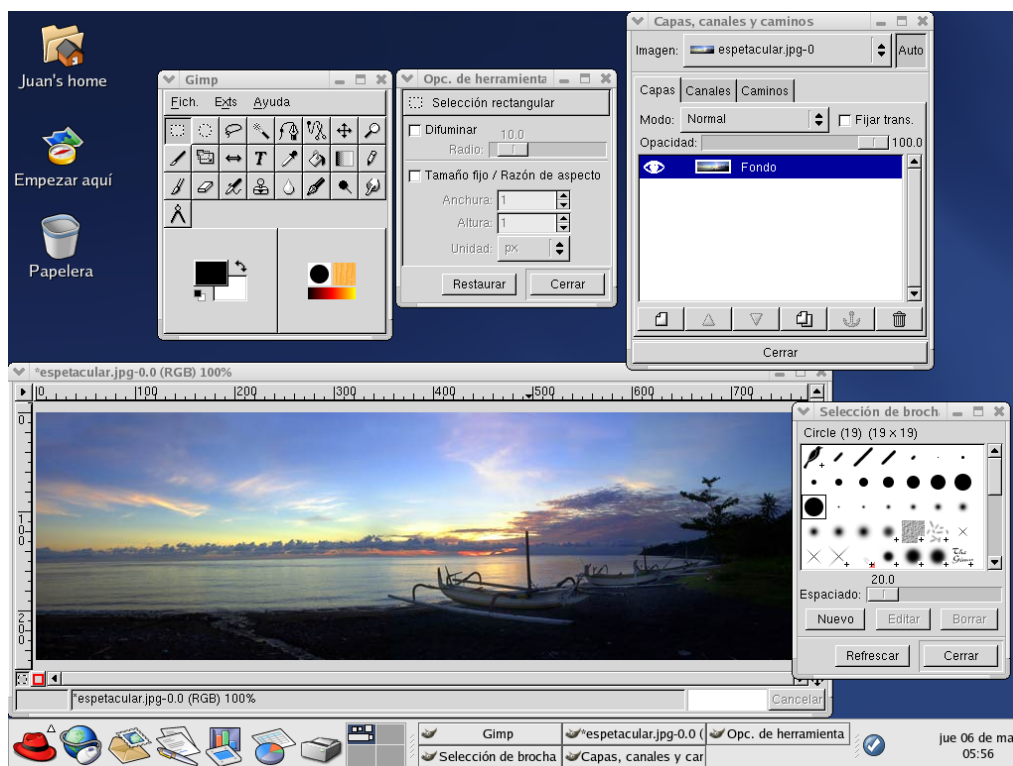 Juan's home
Empezar aquí
Papelera
Gimp
Fich. Exts Ayuda
Opc. de herramienta
Selección rectangular
Difuminar
10.0
Radio:
Tamaño fijo / Razón de aspecto
Anchura: 1
Altura: 1
Unidad: px
Restaurar Cerrar
Capas, canales y caminos
Imagen: espetacular.jpg-0 Auto
Capas Canales Caminos
Modo: Normal Fijar trans.
Opacidad: 100.0
Fondo
Cerrar
*espetacular.jpg-0.0 (RGB) 100%
0 100 200 300 400 500 600 700
0
100
200
*espetacular.jpg-0.0 (RGB) 100%
Cancelar
Selección de broch
Circle (19) (19 × 19)
The Gimp
20.0
Espaciado:
Nuevo Editar Borrar
Refrescar Cerrar
Gimp *espetacular.jpg-0.0 ( Opc. de herramienta
Selección de brocha Capas, canales y car
jue 06 de ma
05:56